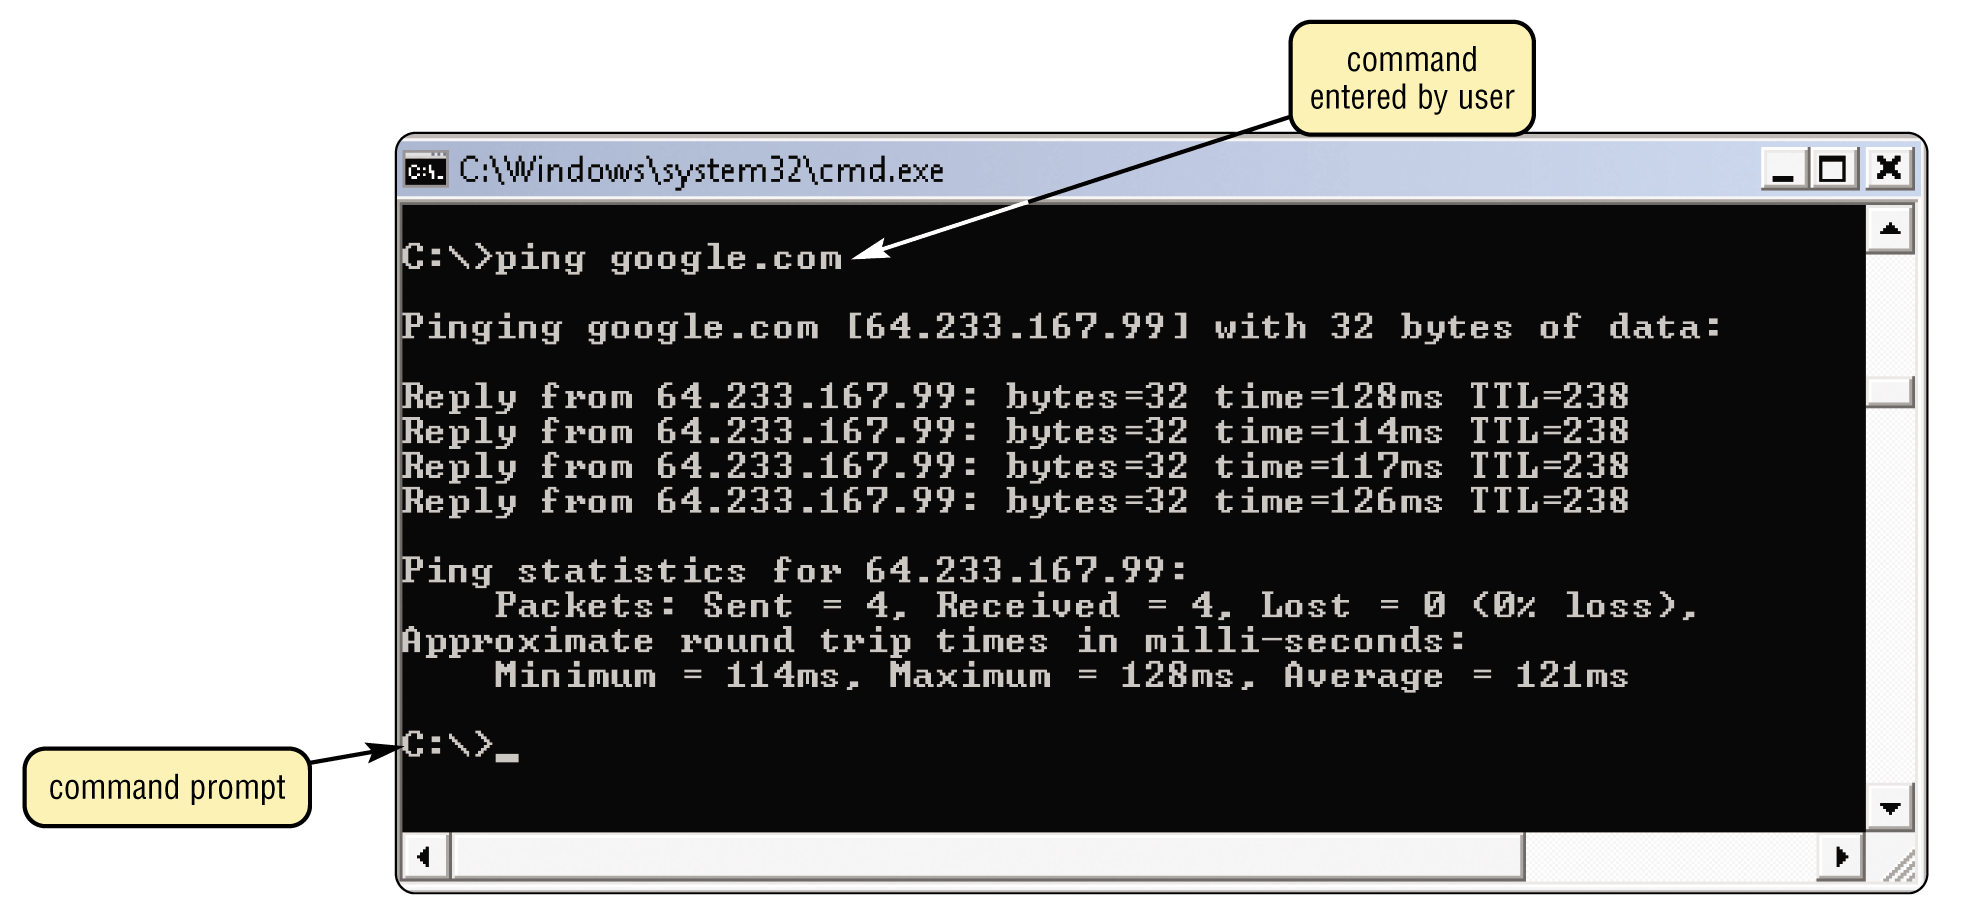 command
entered by user
C:\Windows\system32\cmd.exe
C:\>ping google.com
Pinging google.com [64.233.167.99] with 32 bytes of data:
Reply from 64.233.167.99: bytes=32 time=128ms TTL=238
Reply from 64.233.167.99: bytes=32 time=114ms TTL=238
Reply from 64.233.167.99: bytes=32 time=117ms TTL=238
Reply from 64.233.167.99: bytes=32 time=126ms TTL=238
Ping statistics for 64.233.167.99:
Packets: Sent = 4, Received = 4, Lost = 0 (0% loss),
Approximate round trip times in milli-seconds:
Minimum = 114ms, Maximum = 128ms, Average = 121ms
C:\>_
command prompt